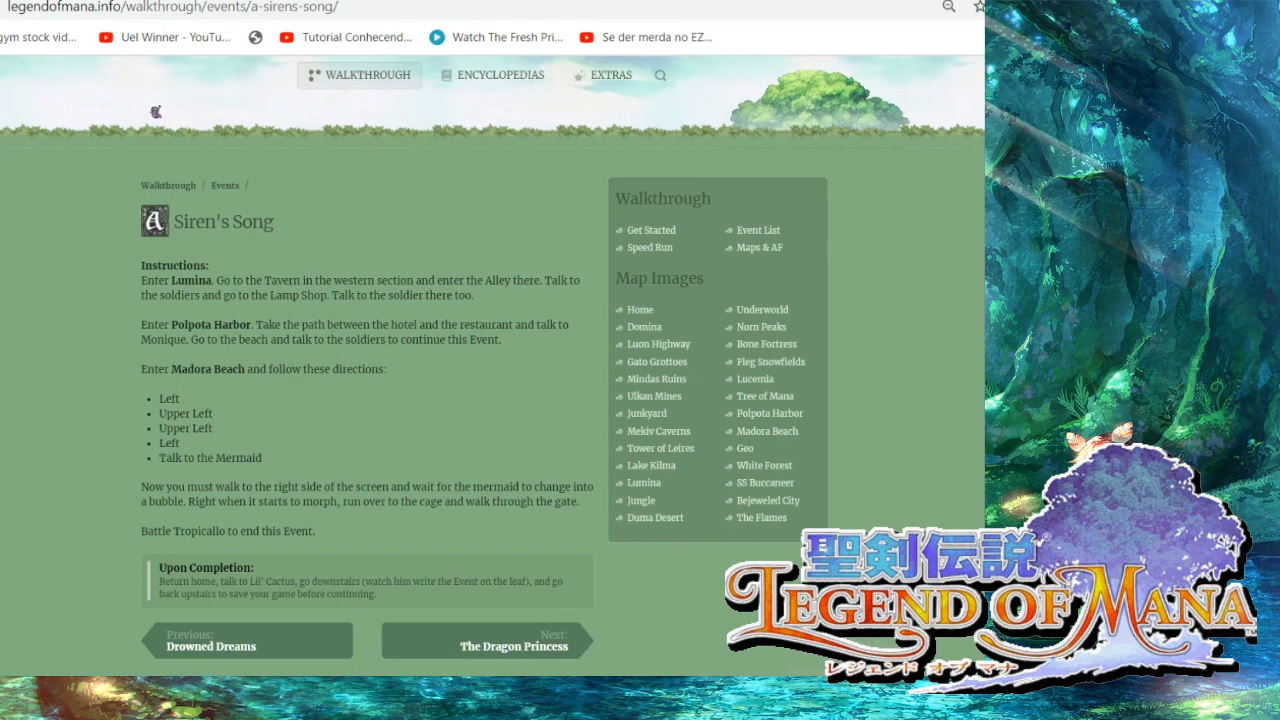 legendofmana.info/walkthrough/events/a-sirens-song/
gym stock vid...
Uel Winner - YouTu...
Tutorial Conhecend...
Watch The Fresh Pri...
Se der merda no EZ...
WALKTHROUGH
ENCYCLOPEDIAS
EXTRAS
Walkthrough / Events /
A Siren's Song
Instructions:
Enter Lumina. Go to the Tavern in the western section and enter the Alley there. Talk to
the soldiers and go to the Lamp Shop. Talk to the soldier there too.
Enter Polpota Harbor. Take the path between the hotel and the restaurant and talk to
Monique. Go to the beach and talk to the soldiers to continue this Event.
Enter Madora Beach and follow these directions:
• Left
• Upper Left
• Upper Left
• Left
• Talk to the Mermaid
Now you must walk to the right side of the screen and wait for the mermaid to change into
a bubble. Right when it starts to morph, run over to the cage and walk through the gate.
Battle Tropicallo to end this Event.
Upon Completion:
Return home, talk to Lil' Cactus, go downstairs (watch him write the Event on the leaf), and go
back upstairs to save your game before continuing.
Previous:
Drowned Dreams
Next:
The Dragon Princess
Walkthrough
Get Started
Event List
Speed Run
Maps & AF
Map Images
Home
Underworld
Domina
Norn Peaks
Luon Highway
Bone Fortress
Gato Grottoes
Fieg Snowfields
Mindas Ruins
Lucemia
Ulkan Mines
Tree of Mana
Junkyard
Polpota Harbor
Mekiv Caverns
Madora Beach
Tower of Leires
Geo
Lake Kilma
White Forest
Lumina
SS Buccaneer
Jungle
Bejeweled City
Duma Desert
The Flames
聖剣伝説
LEGEND OF MANA
レジェンド オブ マナ